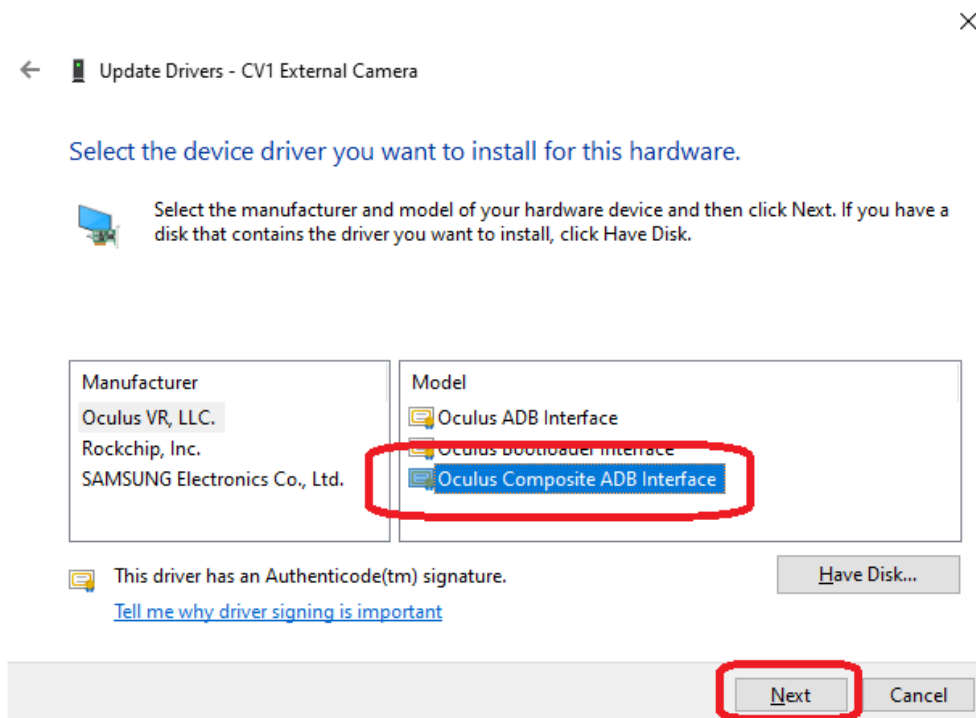 Update Drivers - CV1 External Camera
Select the device driver you want to install for this hardware.
Select the manufacturer and model of your hardware device and then click Next. If you have a
disk that contains the driver you want to install, click Have Disk.
Manufacturer
Oculus VR, LLC.
Rockchip, Inc.
SAMSUNG Electronics Co., Ltd.
Model
Oculus ADB Interface
Oculus Bootloader Interface
Oculus Composite ADB Interface
This driver has an Authenticode(tm) signature.
Tell me why driver signing is important
Have Disk...
Next
Cancel